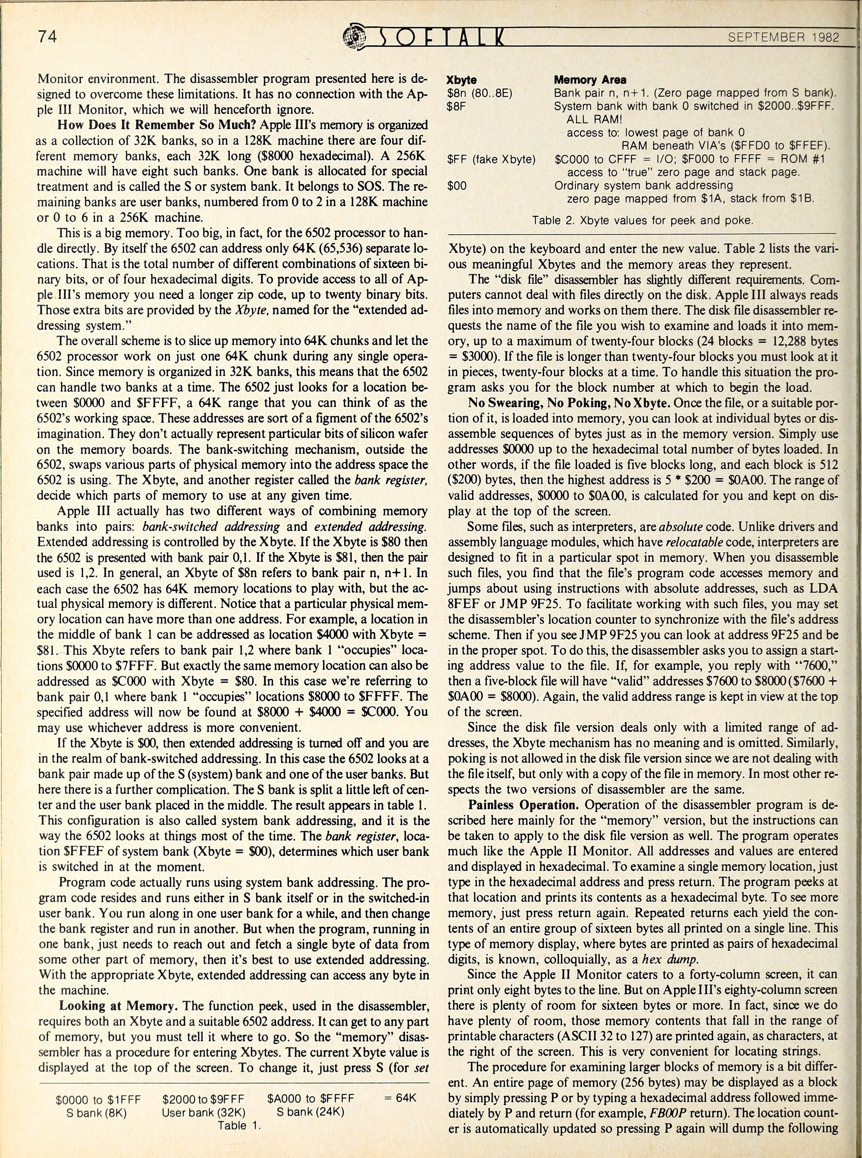 74
SOFTALK
SEPTEMBER 1982
Monitor environment. The disassembler program presented here is de-
signed to overcome these limitations. It has no connection with the Ap-
ple III Monitor, which we will henceforth ignore.
How Does It Remember So Much? Apple III's memory is organized
as a collection of 32K banks, so in a 128K machine there are four dif-
ferent memory banks, each 32K long ($8000 hexadecimal). A 256K
machine will have eight such banks. One bank is allocated for special
treatment and is called the S or system bank. It belongs to SOS. The re-
maining banks are user banks, numbered from 0 to 2 in a 128K machine
or 0 to 6 in a 256K machine.
This is a big memory. Too big, in fact, for the 6502 processor to han-
dle directly. By itself the 6502 can address only 64K (65,536) separate lo-
cations. That is the total number of different combinations of sixteen bi-
nary bits, or of four hexadecimal digits. To provide access to all of Ap-
ple III's memory you need a longer zip code, up to twenty binary bits.
Those extra bits are provided by the Xbyte, named for the "extended ad-
dressing system."
The overall scheme is to slice up memory into 64K chunks and let the
6502 processor work on just one 64K chunk during any single opera-
tion. Since memory is organized in 32K banks, this means that the 6502
can handle two banks at a time. The 6502 just looks for a location be-
tween $0000 and $FFFF, a 64K range that you can think of as the
6502's working space. These addresses are sort of a figment of the 6502's
imagination. They don't actually represent particular bits of silicon wafer
on the memory boards. The bank-switching mechanism, outside the
6502, swaps various parts of physical memory into the address space the
6502 is using. The Xbyte, and another register called the bank register,
decide which parts of memory to use at any given time.
Apple III actually has two different ways of combining memory
banks into pairs: bank-switched addressing and extended addressing.
Extended addressing is controlled by the Xbyte. If the Xbyte is $80 then
the 6502 is presented with bank pair 0,1. If the Xbyte is $81, then the pair
used is 1,2. In general, an Xbyte of $8n refers to bank pair n, n+1. In
each case the 6502 has 64K memory locations to play with, but the ac-
tual physical memory is different. Notice that a particular physical mem-
ory location can have more than one address. For example, a location in
the middle of bank 1 can be addressed as location $4000 with Xbyte =
$81. This Xbyte refers to bank pair 1,2 where bank 1 "occupies" loca-
tions $0000 to $7FFF. But exactly the same memory location can also be
addressed as $C000 with Xbyte = $80. In this case we're referring to
bank pair 0,1 where bank 1 "occupies" locations $8000 to $FFFF. The
specified address will now be found at $8000 + $4000 = $C000. You
may use whichever address is more convenient.
If the Xbyte is $00, then extended addressing is turned off and you are
in the realm of bank-switched addressing. In this case the 6502 looks at a
bank pair made up of the S (system) bank and one of the user banks. But
here there is a further complication. The S bank is split a little left of cen-
ter and the user bank placed in the middle. The result appears in table 1.
This configuration is also called system bank addressing, and it is the
way the 6502 looks at things most of the time. The bank register, loca-
tion $FFEF of system bank (Xbyte = $00), determines which user bank
is switched in at the moment.
Program code actually runs using system bank addressing. The pro-
gram code resides and runs either in S bank itself or in the switched-in
user bank. You run along in one user bank for a while, and then change
the bank register and run in another. But when the program, running in
one bank, just needs to reach out and fetch a single byte of data from
some other part of memory, then it's best to use extended addressing.
With the appropriate Xbyte, extended addressing can access any byte in
the machine.
Looking at Memory. The function peek, used in the disassembler,
requires both an Xbyte and a suitable 6502 address. It can get to any part
of memory, but you must tell it where to go. So the "memory" disas-
sembler has a procedure for entering Xbytes. The current Xbyte value is
displayed at the top of the screen. To change it, just press S (for set
$0000 to $1FFF $2000 to $9FFF $A000 to $FFFF = 64K
S bank (8K) User bank (32K) S bank (24K)
Table 1.
Xbyte Memory Area
$8n (80..8E) Bank pair n, n+1. (Zero page mapped from S bank).
$8F System bank with bank 0 switched in $2000..$9FFF.
ALL RAM!
access to: lowest page of bank 0
RAM beneath VIA's ($FFD0 to $FFEF).
$FF (fake Xbyte) $C000 to CFFF = I/O; $F000 to FFFF = ROM #1
access to "true" zero page and stack page.
$00 Ordinary system bank addressing
zero page mapped from $1A, stack from $1B.
Table 2. Xbyte values for peek and poke.
Xbyte) on the keyboard and enter the new value. Table 2 lists the vari-
ous meaningful Xbytes and the memory areas they represent.
The "disk file" disassembler has slightly different requirements. Com-
puters cannot deal with files directly on the disk. Apple III always reads
files into memory and works on them there. The disk file disassembler re-
quests the name of the file you wish to examine and loads it into mem-
ory, up to a maximum of twenty-four blocks (24 blocks = 12,288 bytes
= $3000). If the file is longer than twenty-four blocks you must look at it
in pieces, twenty-four blocks at a time. To handle this situation the pro-
gram asks you for the block number at which to begin the load.
No Swearing, No Poking, No Xbyte. Once the file, or a suitable por-
tion of it, is loaded into memory, you can look at individual bytes or dis-
assemble sequences of bytes just as in the memory version. Simply use
addresses $0000 up to the hexadecimal total number of bytes loaded. In
other words, if the file loaded is five blocks long, and each block is 512
($200) bytes, then the highest address is 5 * $200 = $0A00. The range of
valid addresses, $0000 to $0A00, is calculated for you and kept on dis-
play at the top of the screen.
Some files, such as interpreters, are absolute code. Unlike drivers and
assembly language modules, which have relocatable code, interpreters are
designed to fit in a particular spot in memory. When you disassemble
such files, you find that the file's program code accesses memory and
jumps about using instructions with absolute addresses, such as LDA
8FEF or JMP 9F25. To facilitate working with such files, you may set
the disassembler's location counter to synchronize with the file's address
scheme. Then if you see JMP 9F25 you can look at address 9F25 and be
in the proper spot. To do this, the disassembler asks you to assign a start-
ing address value to the file. If, for example, you reply with "7600,"
then a five-block file will have "valid" addresses $7600 to $8000 ($7600 +
$0A00 = $8000). Again, the valid address range is kept in view at the top
of the screen.
Since the disk file version deals only with a limited range of ad-
dresses, the Xbyte mechanism has no meaning and is omitted. Similarly,
poking is not allowed in the disk file version since we are not dealing with
the file itself, but only with a copy of the file in memory. In most other re-
spects the two versions of disassembler are the same.
Painless Operation. Operation of the disassembler program is de-
scribed here mainly for the "memory" version, but the instructions can
be taken to apply to the disk file version as well. The program operates
much like the Apple II Monitor. All addresses and values are entered
and displayed in hexadecimal. To examine a single memory location, just
type in the hexadecimal address and press return. The program peeks at
that location and prints its contents as a hexadecimal byte. To see more
memory, just press return again. Repeated returns each yield the con-
tents of an entire group of sixteen bytes all printed on a single line. This
type of memory display, where bytes are printed as pairs of hexadecimal
digits, is known, colloquially, as a hex dump.
Since the Apple II Monitor caters to a forty-column screen, it can
print only eight bytes to the line. But on Apple III's eighty-column screen
there is plenty of room for sixteen bytes or more. In fact, since we do
have plenty of room, those memory contents that fall in the range of
printable characters (ASCII 32 to 127) are printed again, as characters, at
the right of the screen. This is very convenient for locating strings.
The procedure for examining larger blocks of memory is a bit differ-
ent. An entire page of memory (256 bytes) may be displayed as a block
by simply pressing P or by typing a hexadecimal address followed imme-
diately by P and return (for example, FB00P return). The location count-
er is automatically updated so pressing P again will dump the following